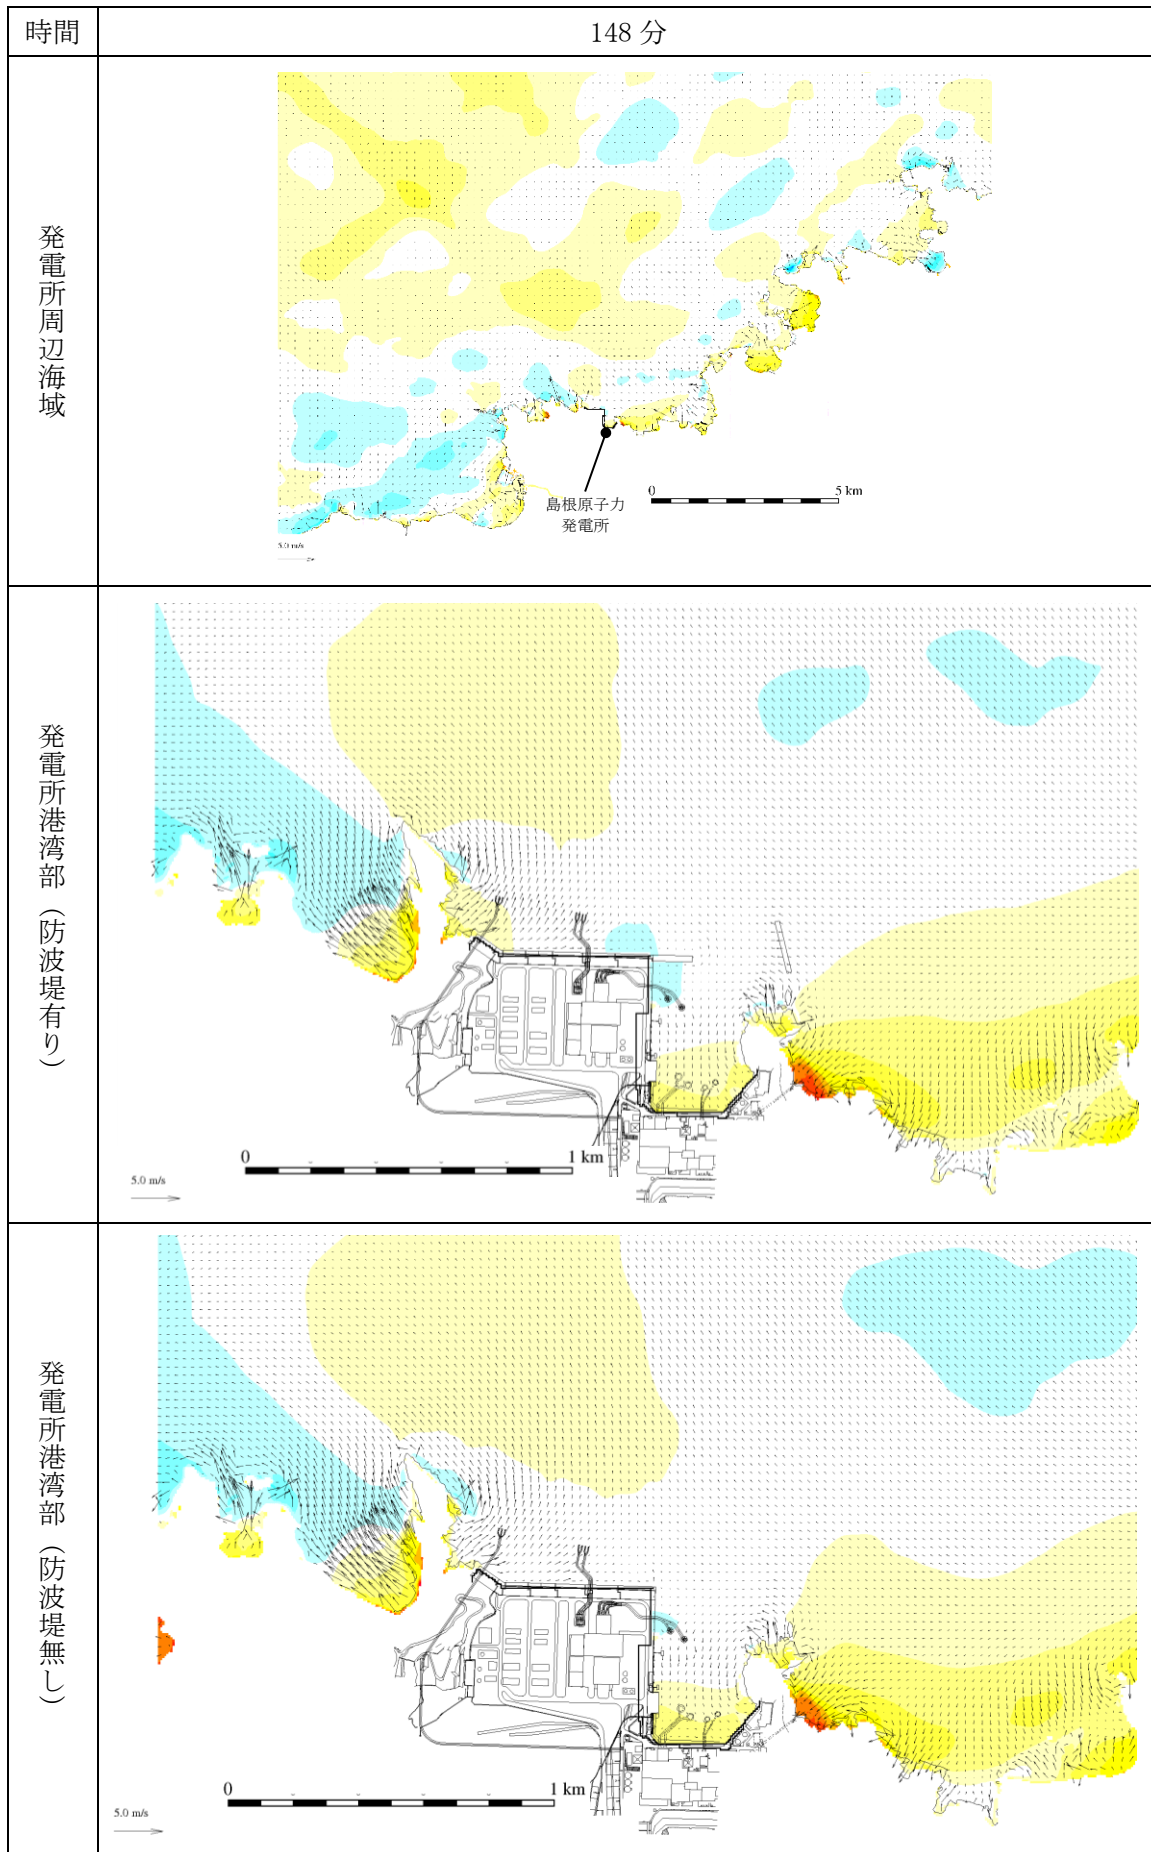 時間
148 分
発電所周辺海域
島根原子力
発電所
0
5 km
5.0 m/s
発電所港湾部（防波堤有り）
0
1 km
5.0 m/s
発電所港湾部（防波堤無し）
0
1 km
5.0 m/s